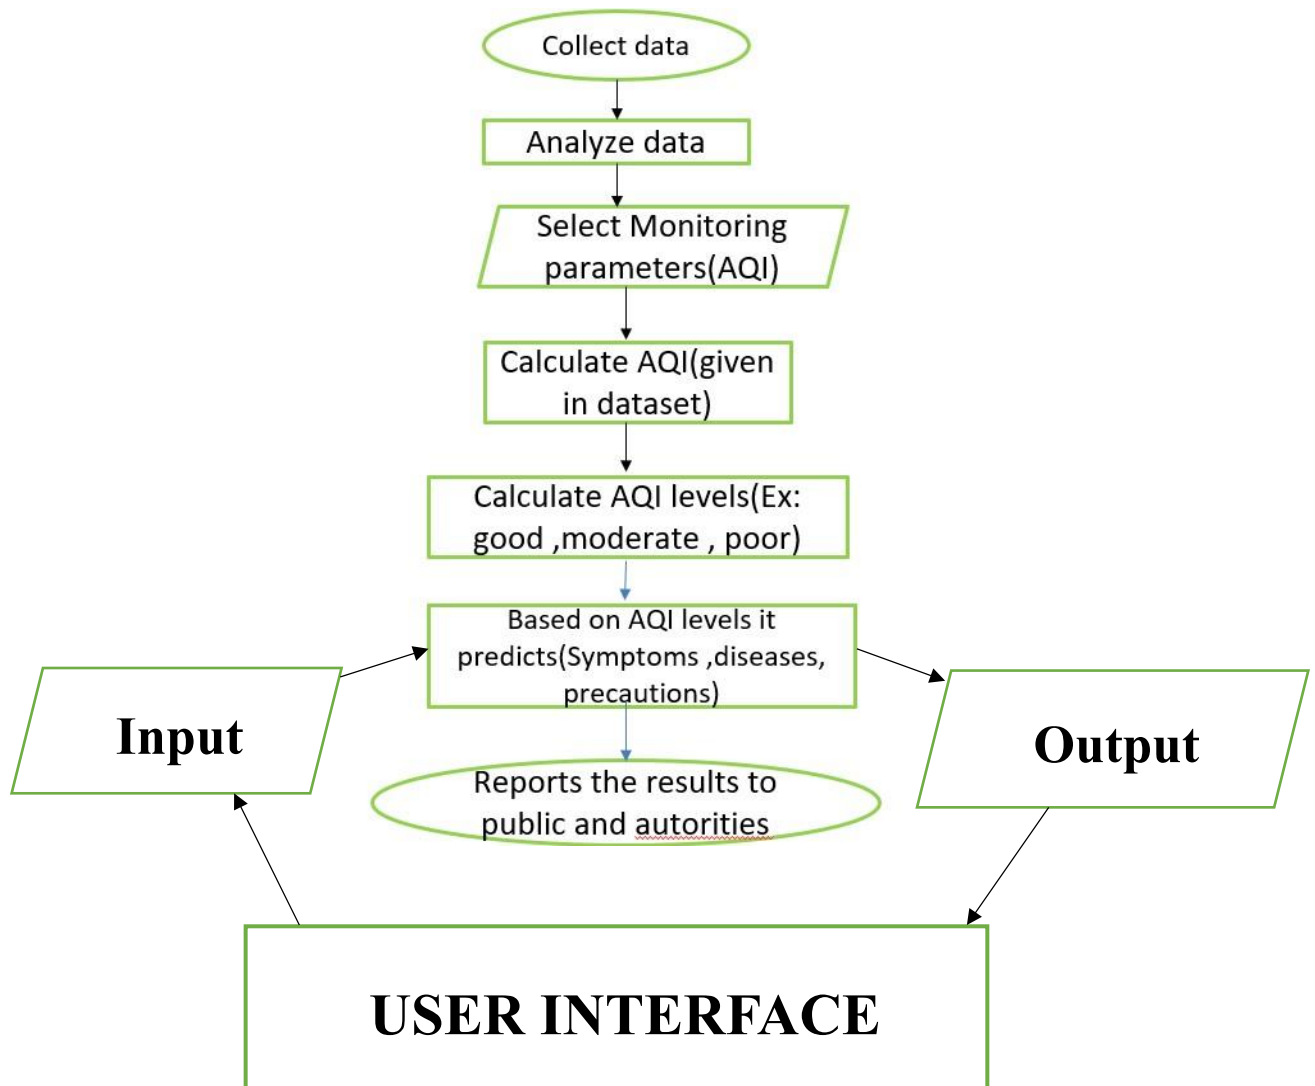 Collect data
Analyze data
Select Monitoring
parameters(AQI)
Calculate AQI(given
in dataset)
Calculate AQI levels(Ex:
good ,moderate , poor)
Based on AQI levels it
predicts(Symptoms ,diseases,
precautions)
Input
Output
Reports the results to
public and autorities
USER INTERFACE